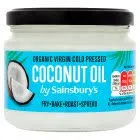 ORGANIC VIRGIN COLD PRESSED
COCONUT OIL
by Sainsbury's
FRY•BAKE•ROAST•SPREAD